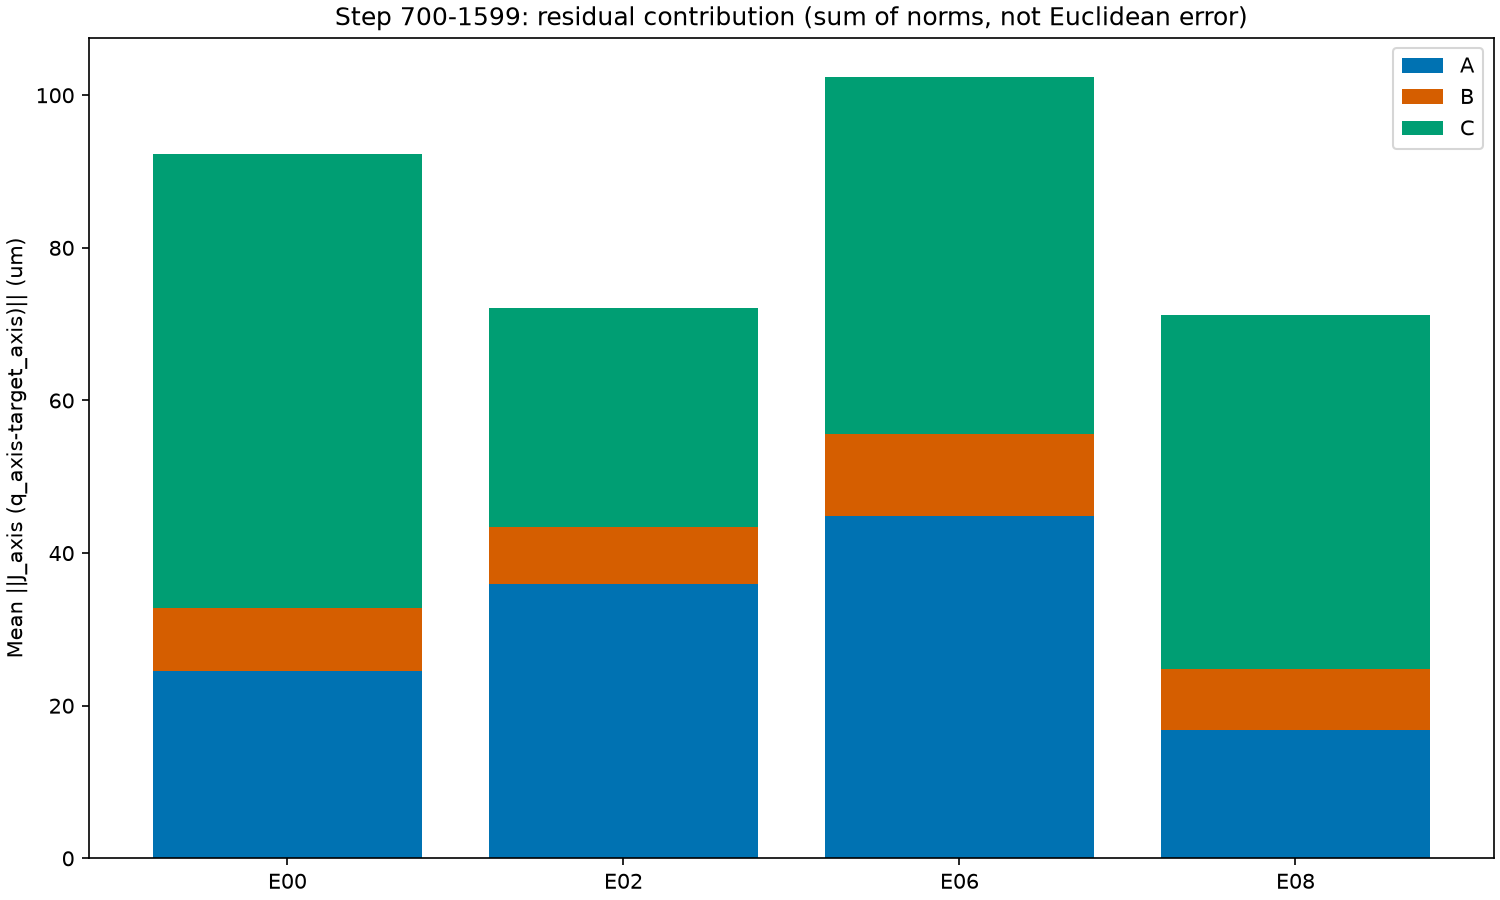 Step 700-1599: residual contribution (sum of norms, not Euclidean error)
A
B
C
Mean ||J_axis (q_axis-target_axis)|| (um)
100
80
60
40
20
0
E00
E02
E06
E08